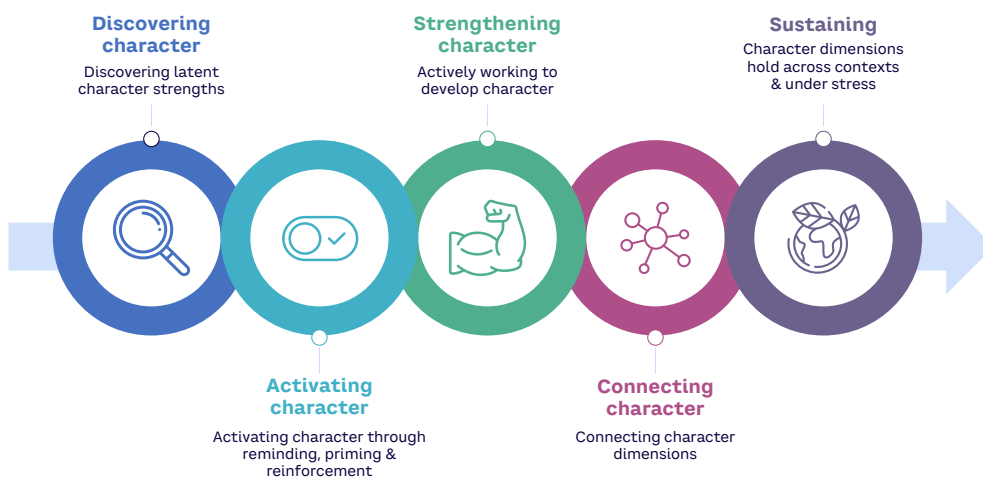 Discovering
character
Discovering latent
character strengths
Activating
character
Activating character through
reminding, priming &
reinforcement
Strengthening
character
Actively working to
develop character
Connecting
character
Connecting character
dimensions
Sustaining
Character dimensions
hold across contexts
& under stress